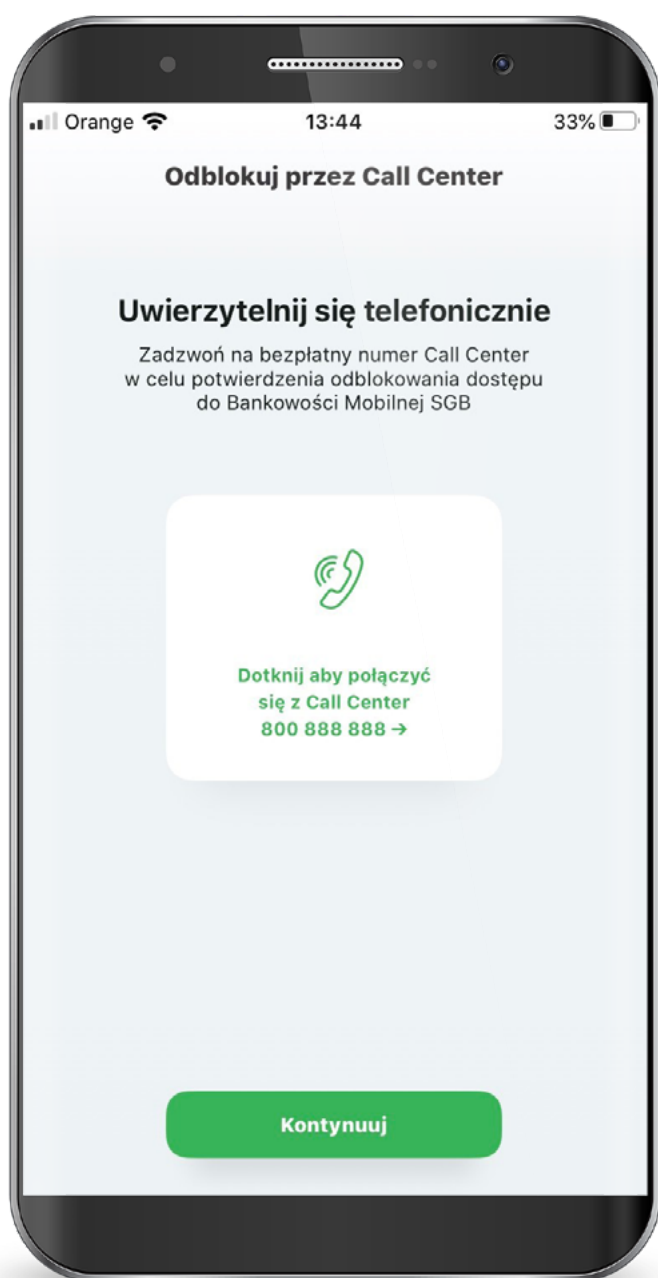 Orange
13:44
33%
Odblokuj przez Call Center
Uwierzytelnij się telefonicznie
Zadzwoń na bezpłatny numer Call Center
w celu potwierdzenia odblokowania dostępu
do Bankowości Mobilnej SGB
Dotknij aby połączyć
się z Call Center
800 888 888 →
Kontynuuj